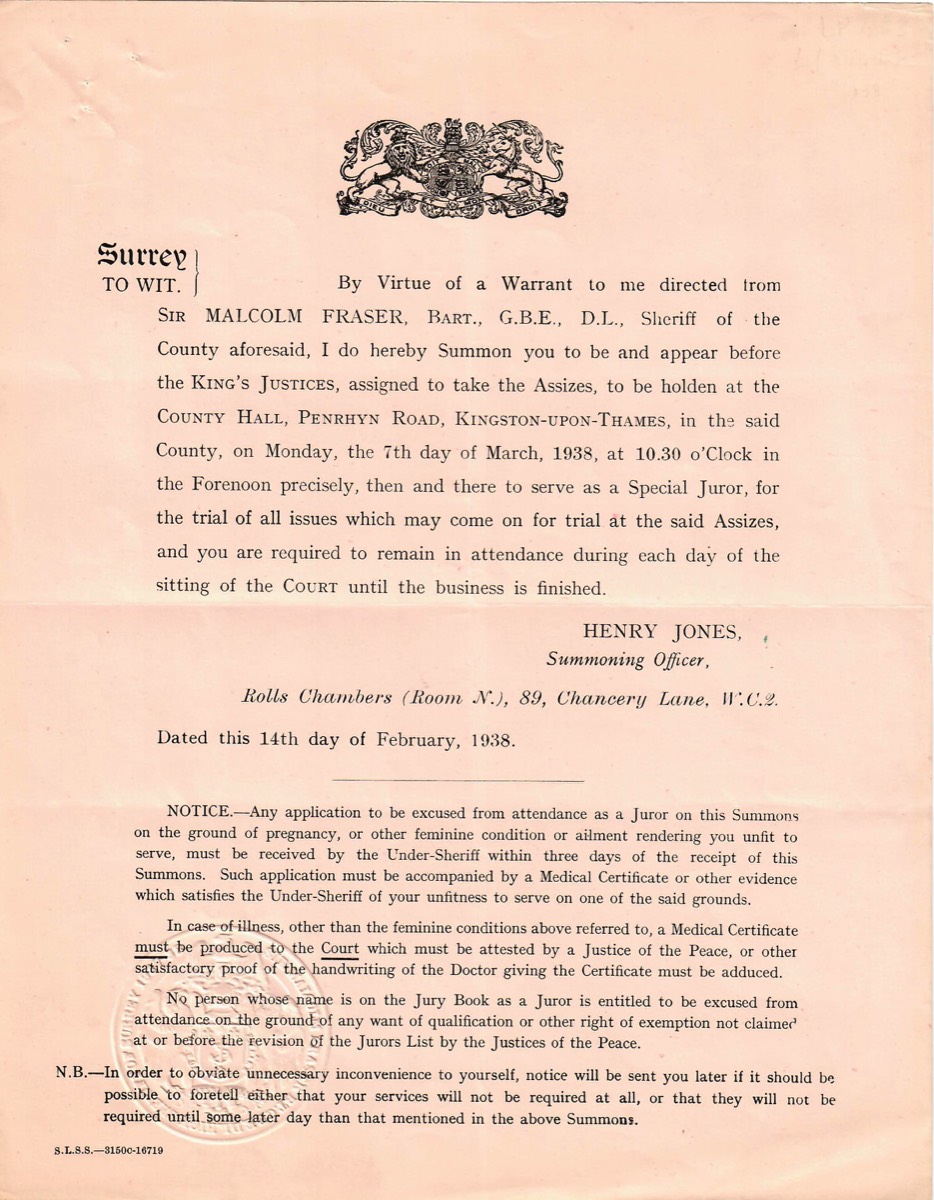 DIEU ET MON DROIT
Surrey
TO WIT.
By Virtue of a Warrant to me directed from
SIR MALCOLM FRASER, BART., G.B.E., D.L., Sheriff of the
County aforesaid, I do hereby Summon you to be and appear before
the KING'S JUSTICES, assigned to take the Assizes, to be holden at the
COUNTY HALL, PENRHYN ROAD, KINGSTON-UPON-THAMES, in the said
County, on Monday, the 7th day of March, 1938, at 10.30 o'Clock in
the Forenoon precisely, then and there to serve as a Special Juror, for
the trial of all issues which may come on for trial at the said Assizes,
and you are required to remain in attendance during each day of the
sitting of the COURT until the business is finished.
HENRY JONES,
Summoning Officer,
Rolls Chambers (Room N.), 89, Chancery Lane, W.C.2.
Dated this 14th day of February, 1938.
NOTICE.—Any application to be excused from attendance as a Juror on this Summons
on the ground of pregnancy, or other feminine condition or ailment rendering you unfit to
serve, must be received by the Under-Sheriff within three days of the receipt of this
Summons. Such application must be accompanied by a Medical Certificate or other evidence
which satisfies the Under-Sheriff of your unfitness to serve on one of the said grounds.
In case of illness, other than the feminine conditions above referred to, a Medical Certificate
must be produced to the Court which must be attested by a Justice of the Peace, or other
satisfactory proof of the handwriting of the Doctor giving the Certificate must be adduced.
No person whose name is on the Jury Book as a Juror is entitled to be excused from
attendance on the ground of any want of qualification or other right of exemption not claimed
at or before the revision of the Jurors List by the Justices of the Peace.
N.B.—In order to obviate unnecessary inconvenience to yourself, notice will be sent you later if it should be
possible to foretell either that your services will not be required at all, or that they will not be
required until some later day than that mentioned in the above Summons.
S.L.S.S.—3150c-16719